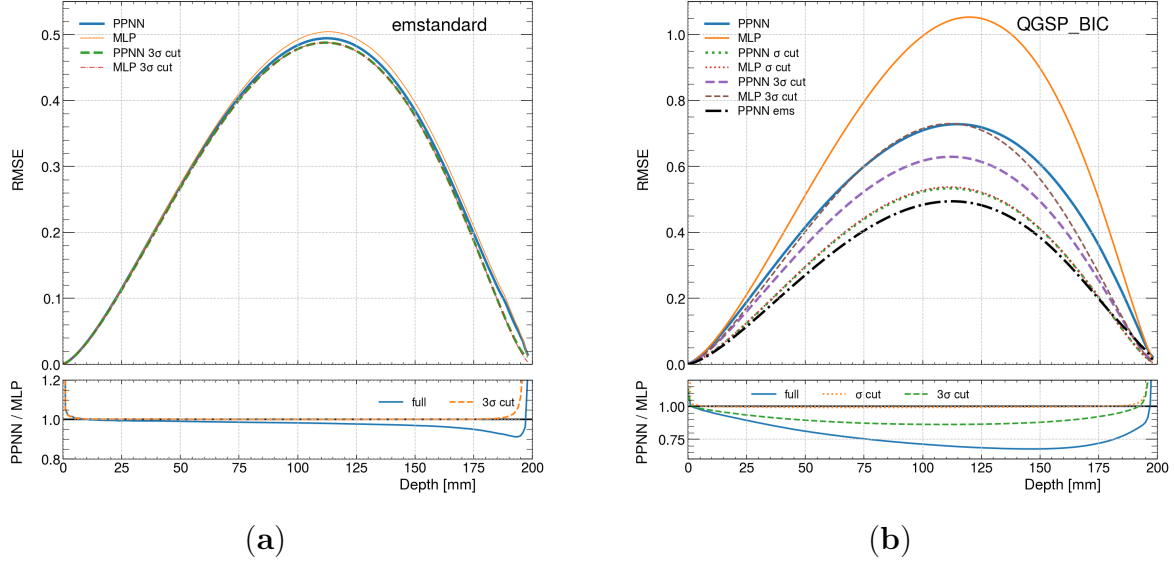 PPNN
MLP
PPNN 3σ cut
MLP 3σ cut
emstandard
RMSE
0.5
0.4
0.3
0.2
0.1
0.0
PPNN / MLP
1.2
1.0
0.8
full
3σ cut
0 25 50 75 100 125 150 175 200
Depth [mm]
(a)
PPNN
MLP
PPNN σ cut
MLP σ cut
PPNN 3σ cut
MLP 3σ cut
PPNN ems
QGSP_BIC
RMSE
1.0
0.8
0.6
0.4
0.2
0.0
PPNN / MLP
1.00
0.75
full
σ cut
3σ cut
0 25 50 75 100 125 150 175 200
Depth [mm]
(b)